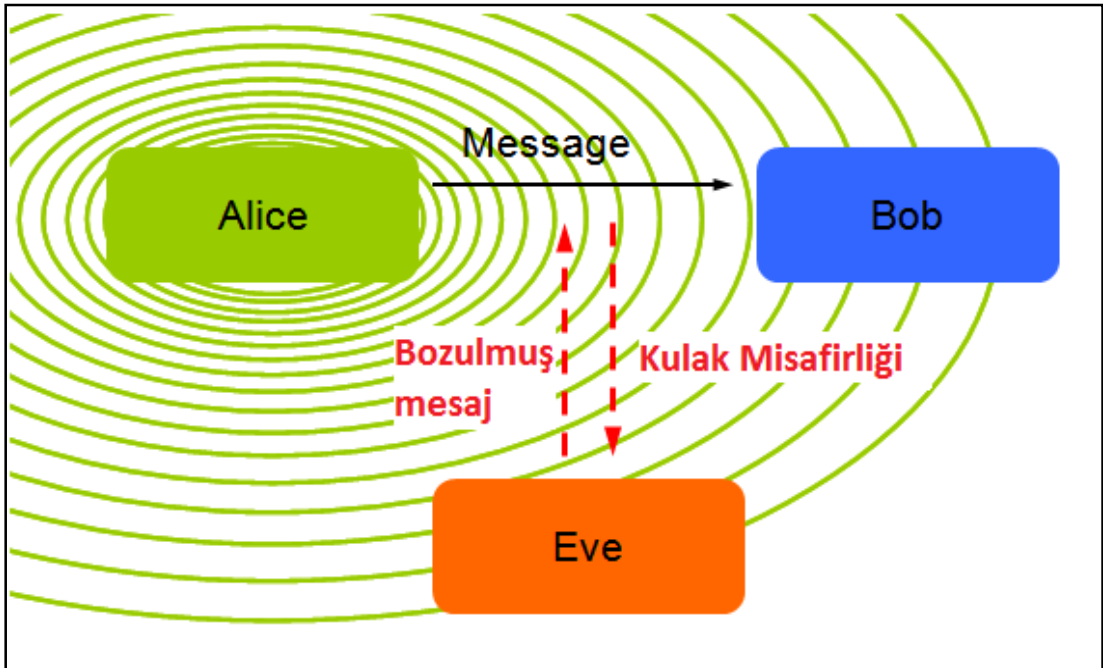 Message
Alice
Bob
Bozulmuş
mesaj
Kulak Misafirliği
Eve